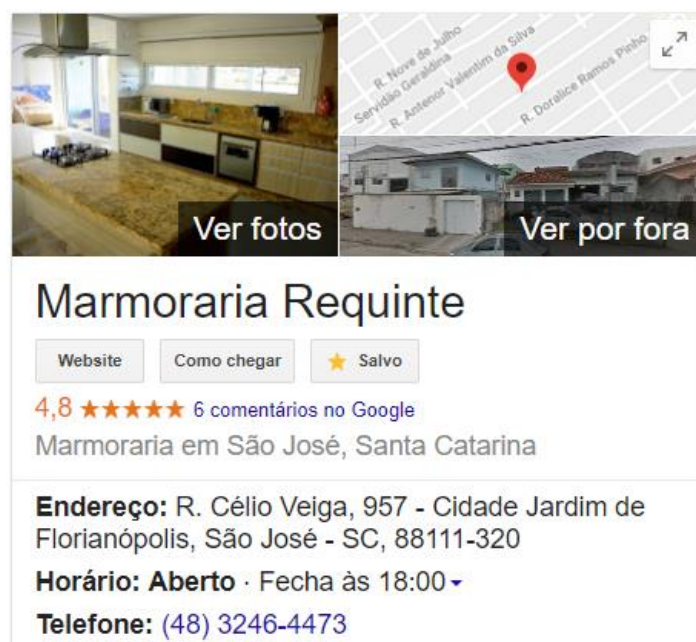 R. Nove de Julho
Servidão Geraldina
R. Antenor Valentim da Silva
R. Doralice Ramos Pinho
Ver fotos
Ver por fora
Marmoraria Requinte
Website
Como chegar
Salvo
4,8 ★★★★★ 6 comentários no Google
Marmoraria em São José, Santa Catarina
Endereço: R. Célio Veiga, 957 - Cidade Jardim de
Florianópolis, São José - SC, 88111-320
Horário: Aberto · Fecha às 18:00
Telefone: (48) 3246-4473